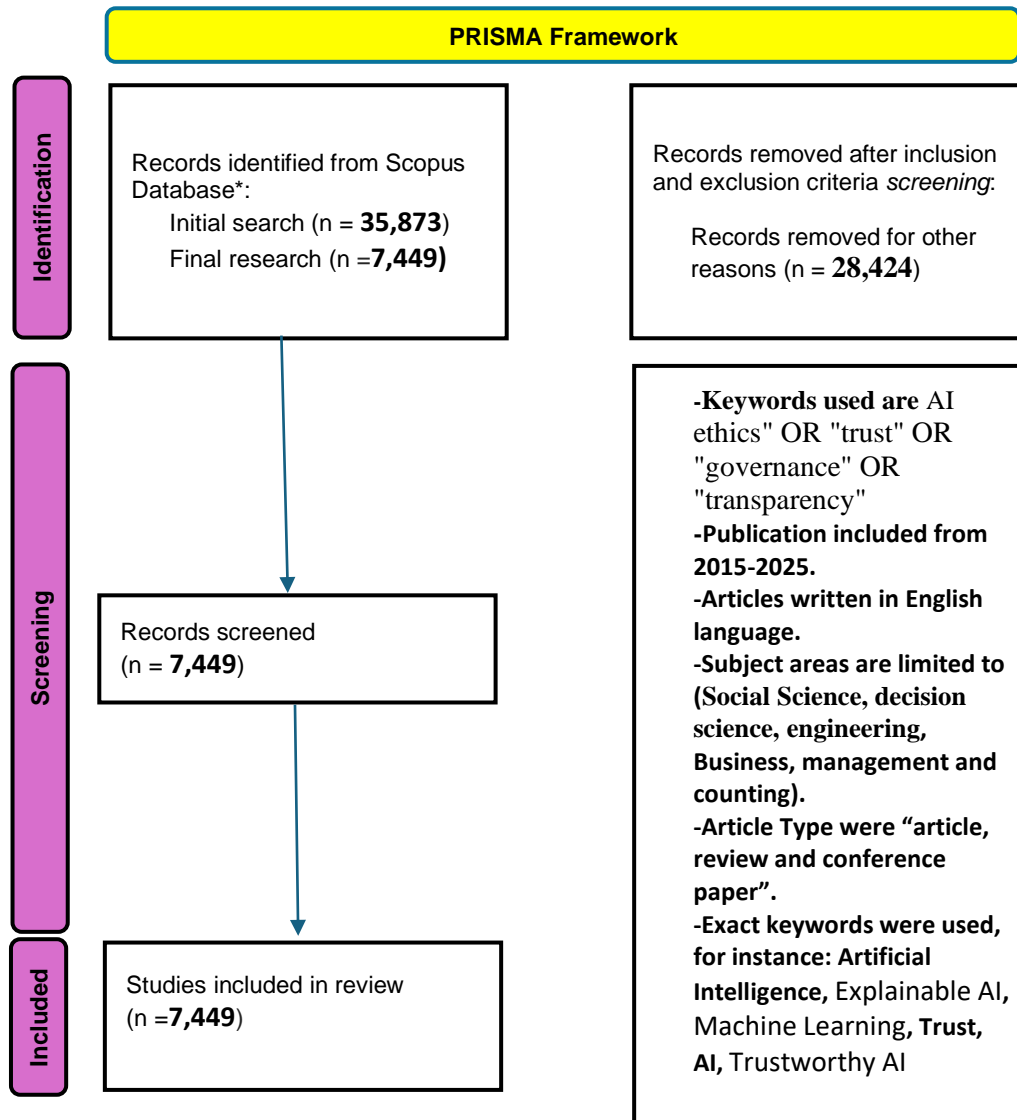 PRISMA Framework
Identification
Records identified from Scopus
Database*:
Initial search (n = 35,873)
Final research (n =7,449)
Records removed after inclusion
and exclusion criteria screening:
Records removed for other
reasons (n = 28,424)
Screening
Records screened
(n = 7,449)
-Keywords used are AI
ethics" OR "trust" OR
"governance" OR
"transparency"
-Publication included from
2015-2025.
-Articles written in English
language.
-Subject areas are limited to
(Social Science, decision
science, engineering,
Business, management and
counting).
-Article Type were “article,
review and conference
paper”.
-Exact keywords were used,
for instance: Artificial
Intelligence, Explainable AI,
Machine Learning, Trust,
AI, Trustworthy AI
Included
Studies included in review
(n =7,449)